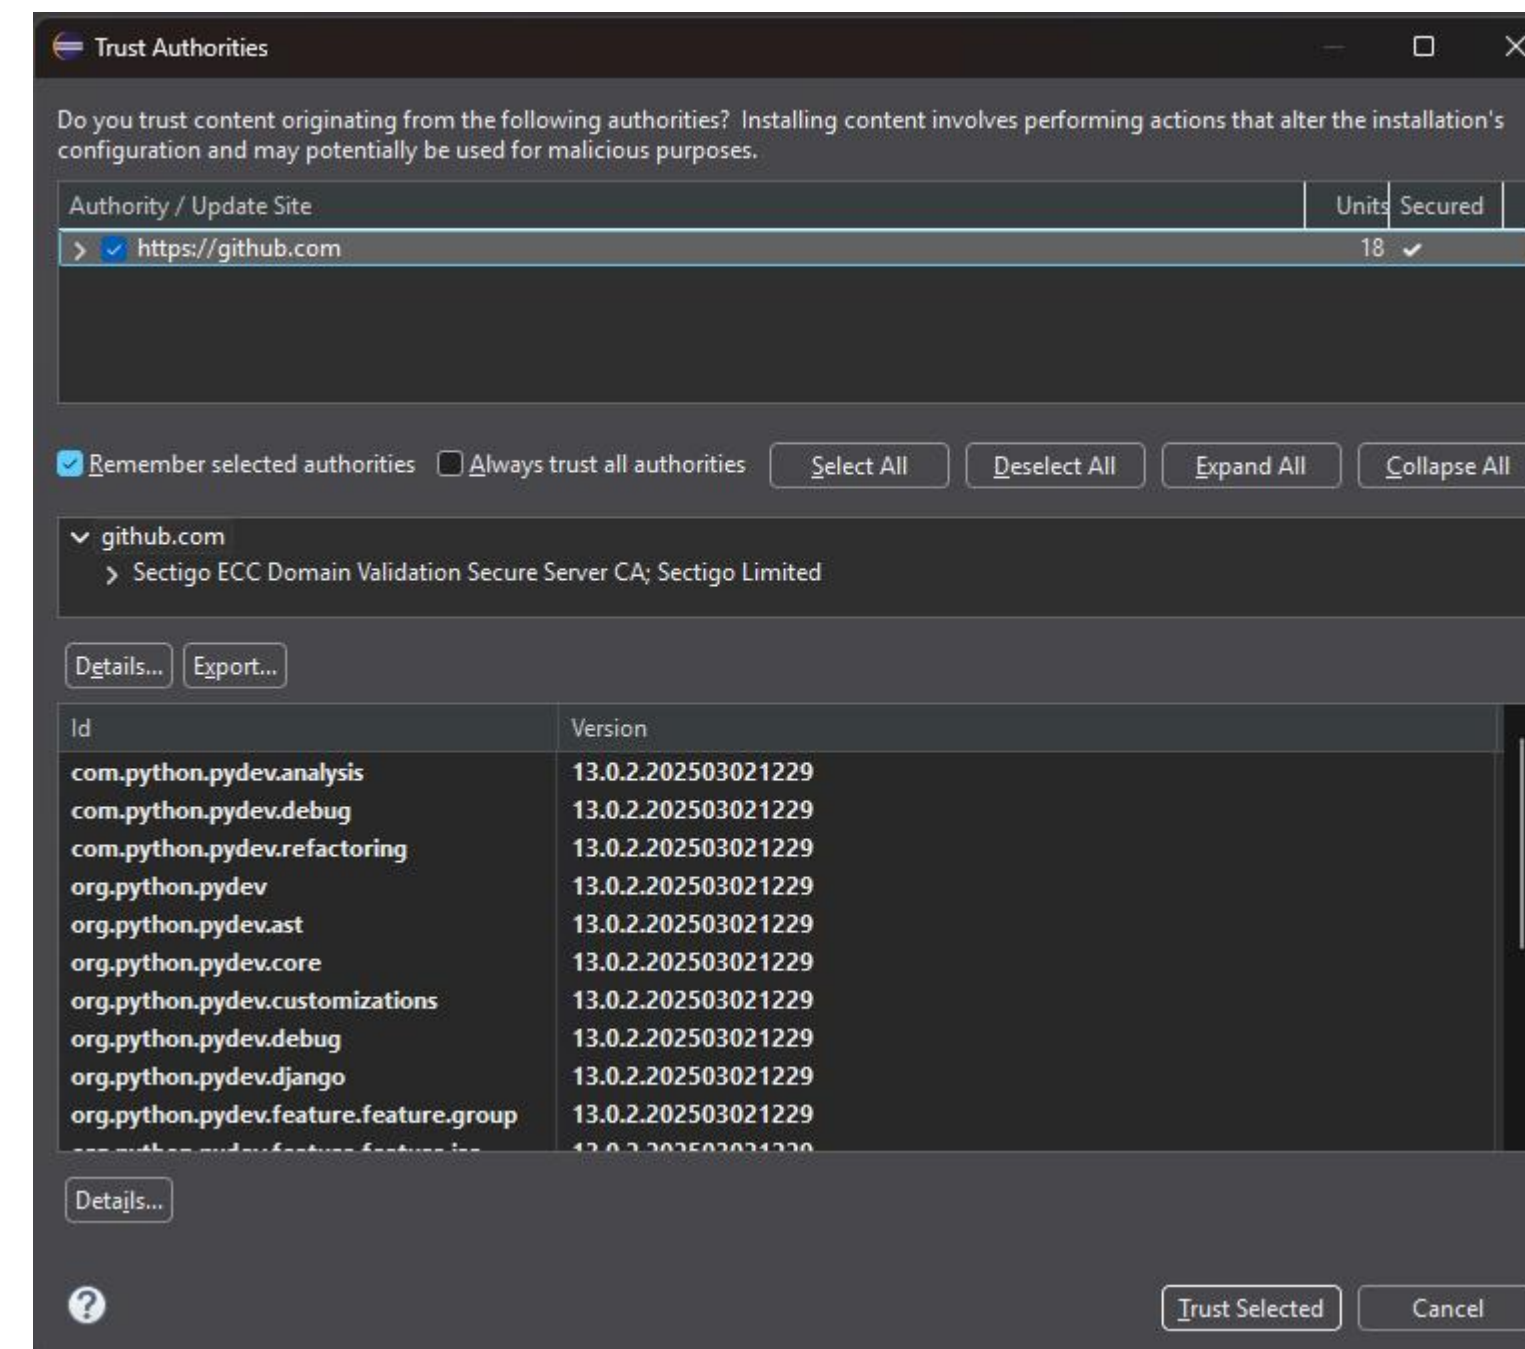 Trust Authorities
Do you trust content originating from the following authorities? Installing content involves performing actions that alter the installation's
configuration and may potentially be used for malicious purposes.
Authority / Update Site Units Secured
https://github.com 18
Remember selected authorities Always trust all authorities Select All Deselect All Expand All Collapse All
github.com
Sectigo ECC Domain Validation Secure Server CA; Sectigo Limited
Details... Export...
Id Version
com.python.pydev.analysis 13.0.2.202503021229
com.python.pydev.debug 13.0.2.202503021229
com.python.pydev.refactoring 13.0.2.202503021229
org.python.pydev 13.0.2.202503021229
org.python.pydev.ast 13.0.2.202503021229
org.python.pydev.core 13.0.2.202503021229
org.python.pydev.customizations 13.0.2.202503021229
org.python.pydev.debug 13.0.2.202503021229
org.python.pydev.django 13.0.2.202503021229
org.python.pydev.feature.feature.group 13.0.2.202503021229
Details...
Trust Selected Cancel